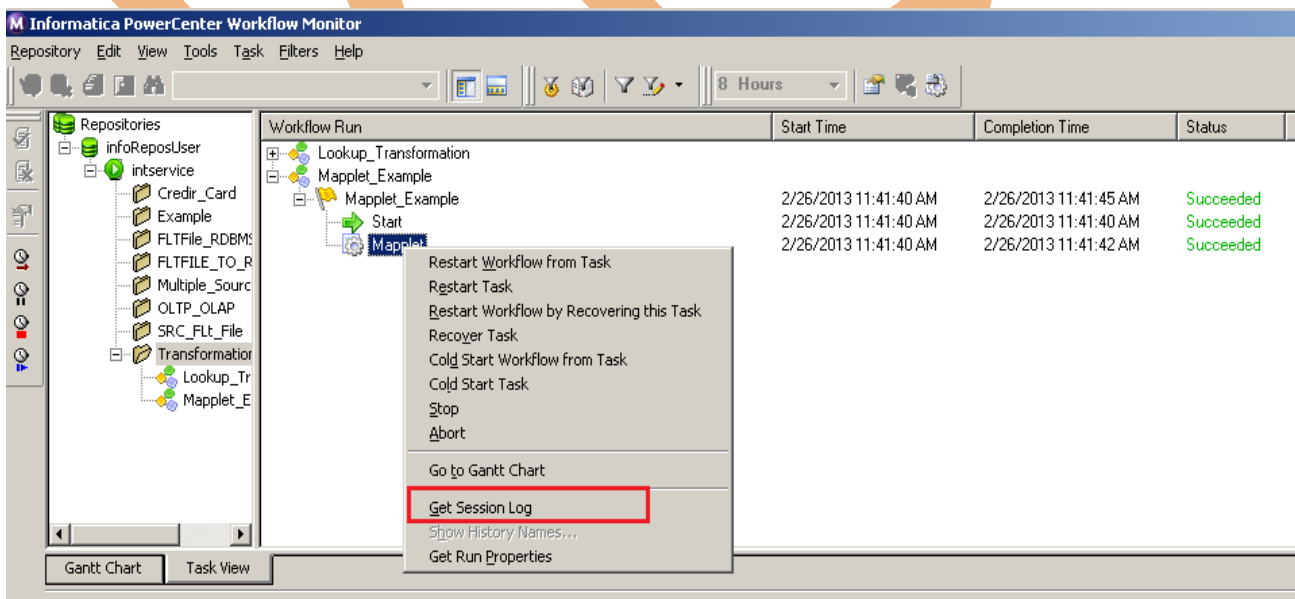 M Informatica PowerCenter Workflow Monitor
Repository Edit View Tools Task Filters Help
8 Hours
Repositories
infoReposUser
intservice
Credir_Card
Example
FLTFile_RDBMS
FLTFILE_TO_R
Multiple_Sourc
OLTP_OLAP
SRC_FLt_File
Transformation
Lookup_Tr
Mapplet_E
Workflow Run Start Time Completion Time Status
Lookup_Transformation
Mapplet_Example
Mapplet_Example 2/26/2013 11:41:40 AM 2/26/2013 11:41:45 AM Succeeded
Start 2/26/2013 11:41:40 AM 2/26/2013 11:41:40 AM Succeeded
Mapplet 2/26/2013 11:41:40 AM 2/26/2013 11:41:42 AM Succeeded
Restart Workflow from Task
Restart Task
Restart Workflow by Recovering this Task
Recover Task
Cold Start Workflow from Task
Cold Start Task
Stop
Abort
Go to Gantt Chart
Get Session Log
Show History Names...
Get Run Properties
Gantt Chart Task View